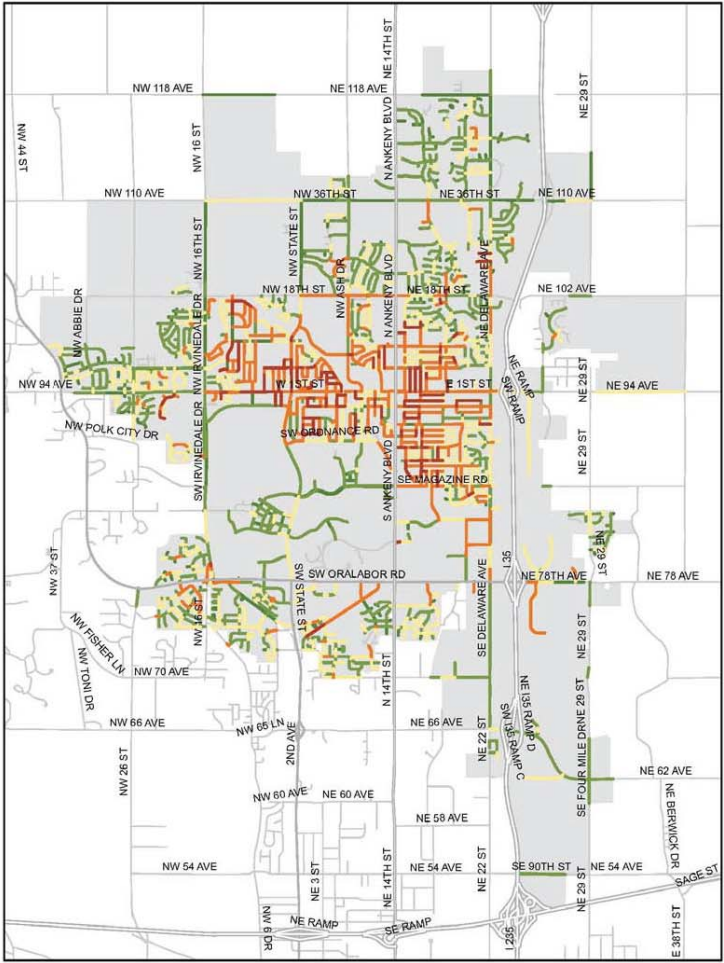 NE 14TH ST
NW 118 AVE
NE 118 AVE
NE 29 ST
N ANKENY BLVD
NW 44 ST
NW 16 ST
NW 110 AVE
NW 36TH ST
NE 36TH ST
NE 110 AVE
NW 16TH ST
NW STATE ST
NW ASH DR
N ANKENY BLVD
NE DELAWARE AVE
NW ABBIE DR
NW IRVINEDALE DR
NW 18TH ST
NE 18TH ST
NE 102 AVE
NE RAMP
SW RAMP
NE 29 ST
NW 94 AVE
W 1ST ST
E 1ST ST
NE 94 AVE
NW POLK CITY DR
SW IRVINEDALE DR
SW ORDNANCE RD
S ANKENY BLVD
NE 29 ST
SE MAGAZINE RD
NE 29 ST
I 35
NW 37 ST
SW ORALABOR RD
NE 78TH AVE
NE 78 AVE
SW STATE ST
SE DELAWARE AVE
NW 16 ST
NE 29 ST
NW FISHER LN
NW TONI DR
NW 70 AVE
N 14TH ST
NE I35 RAMP D
SW I35 RAMP C
NE 29 ST
NW 66 AVE
NW 65 LN
NE 66 AVE
NE 22 ST
2ND AVE
NW 26 ST
SE FOUR MILE DR
NE 62 AVE
NW 60 AVE
NE 60 AVE
NE 58 AVE
NE BERWICK DR
NW 54 AVE
NE 54 AVE
SE 90TH ST
NE 54 AVE
NE 3 ST
NE 14TH ST
NE 22 ST
NE 29 ST
SAGE ST
NW 6 DR
NE RAMP
SE RAMP
I 235
E 38TH ST